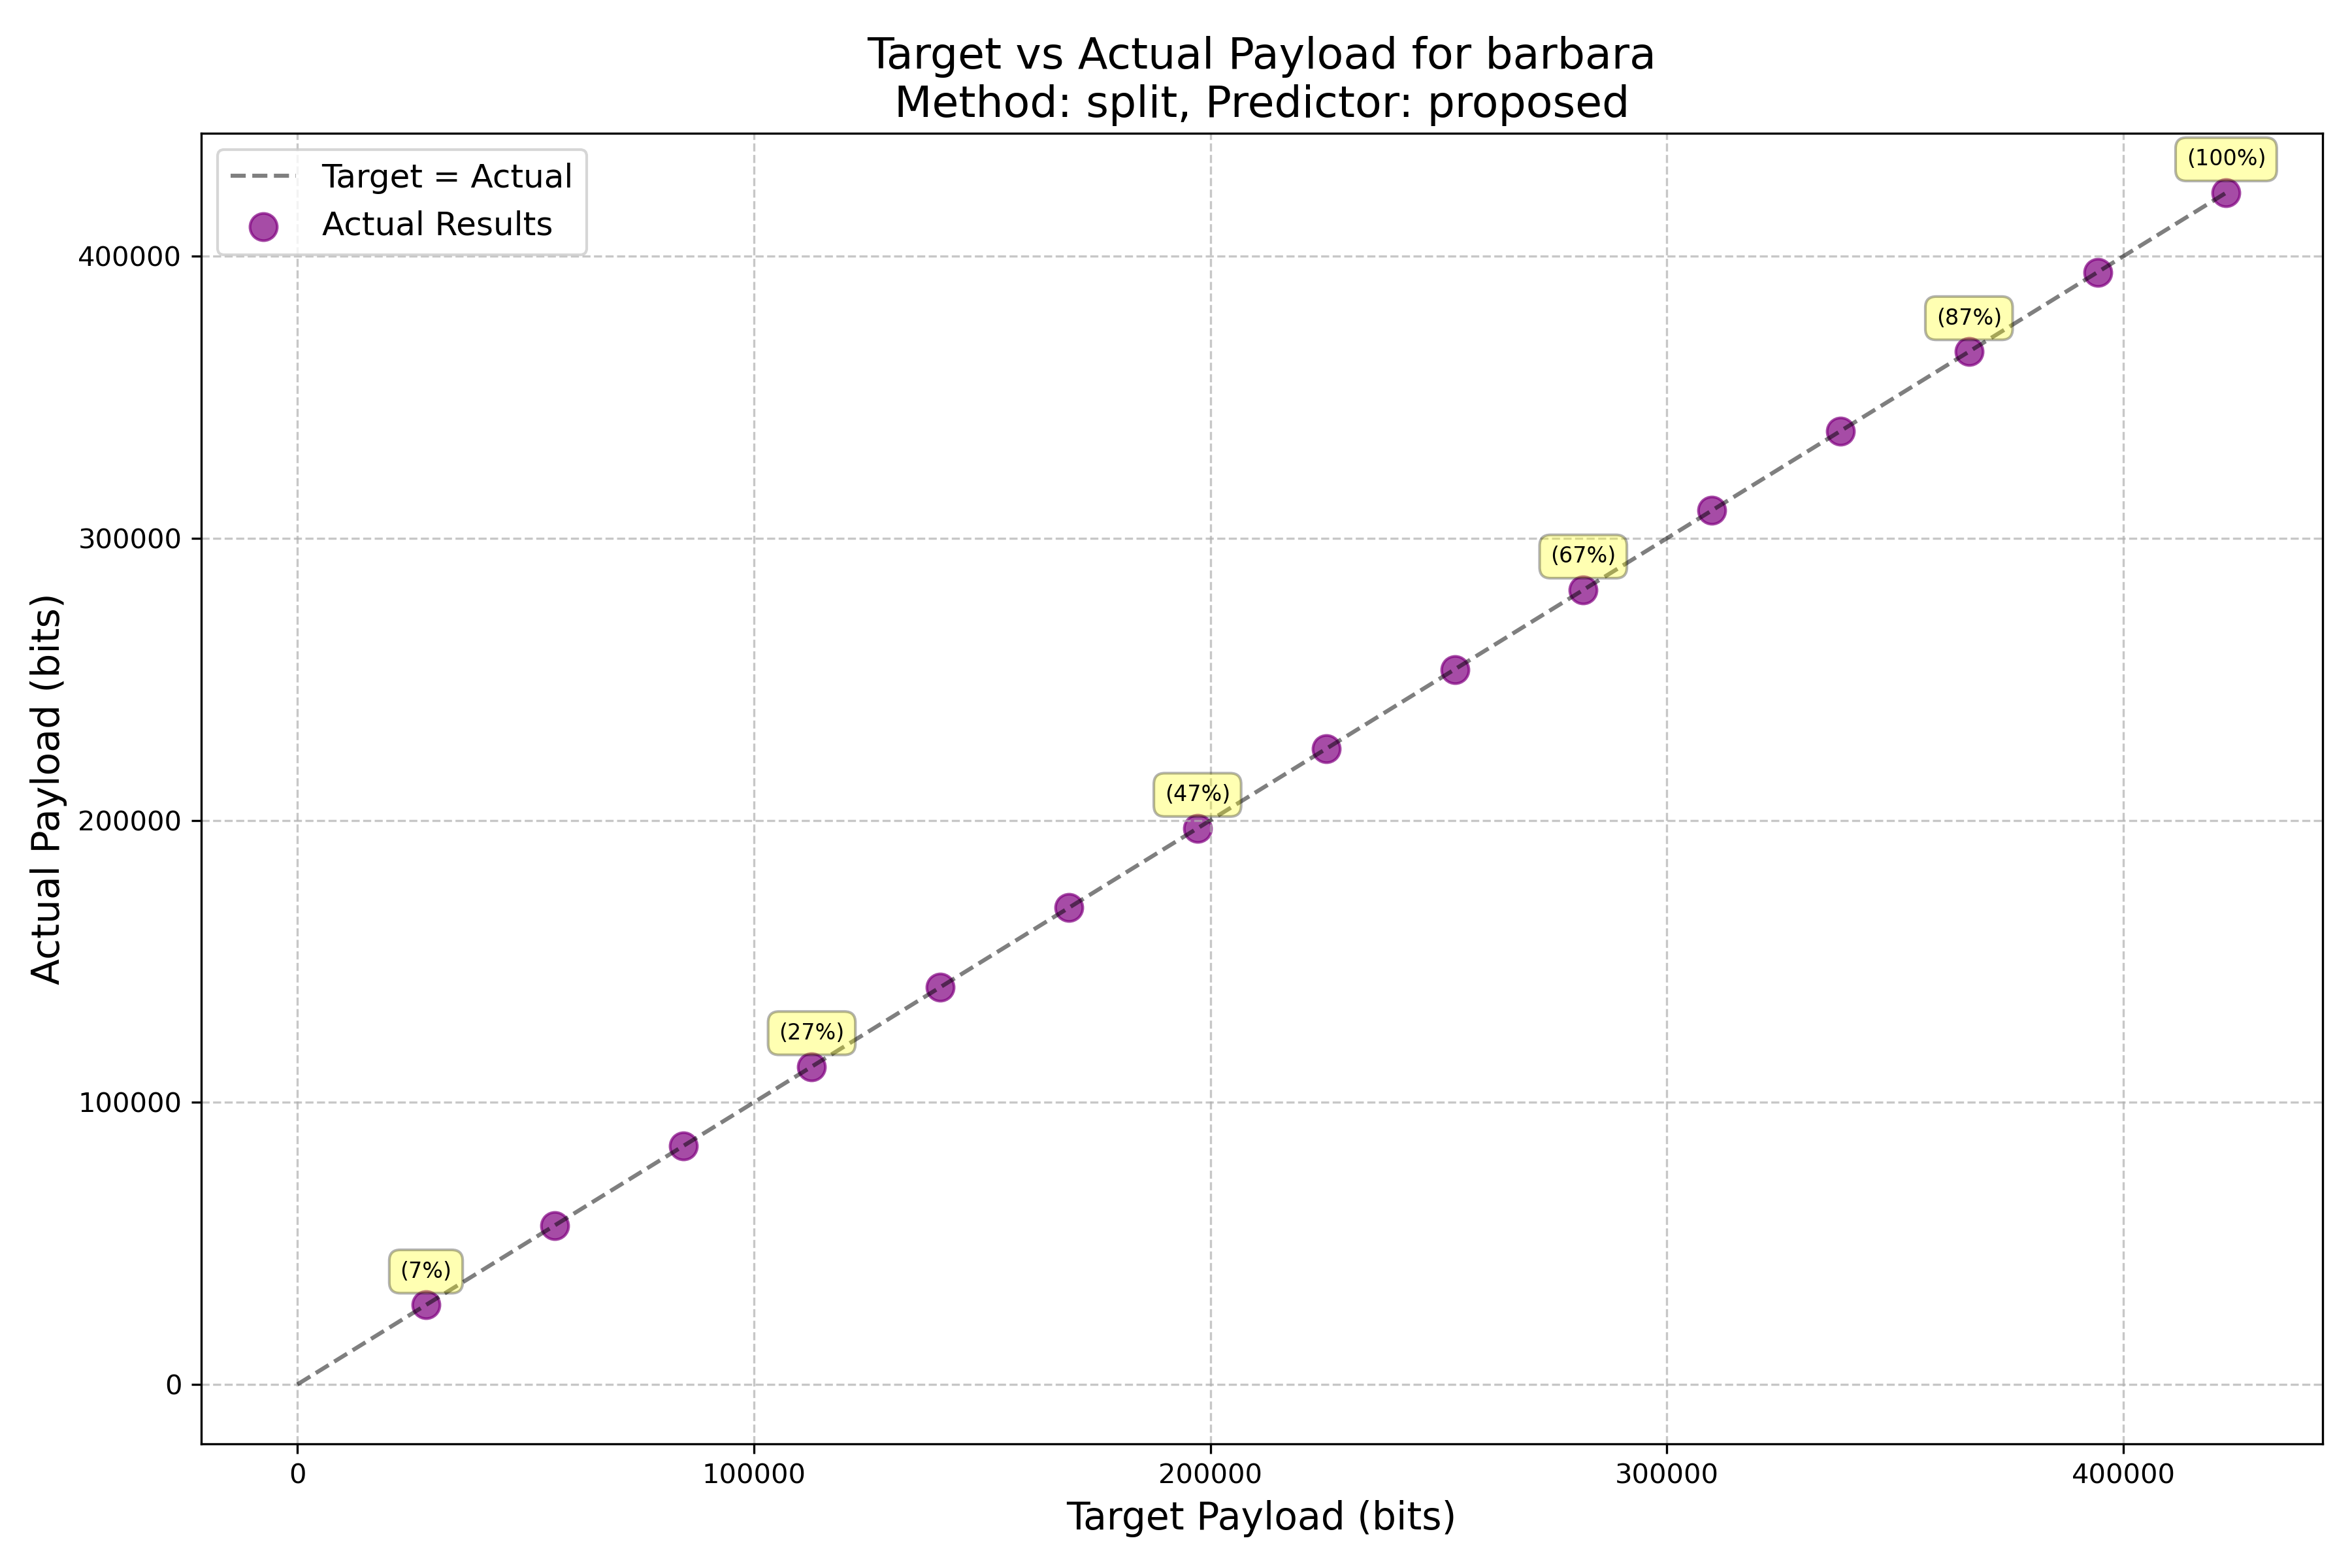 Target vs Actual Payload for barbara
Method: split, Predictor: proposed
Target = Actual
Actual Results
(100%)
(87%)
(67%)
(47%)
(27%)
(7%)
Actual Payload (bits)
400000
300000
200000
100000
0
0 100000 200000 300000 400000
Target Payload (bits)